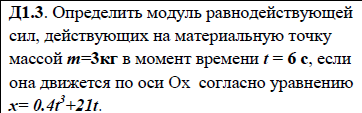 Д1.3. Определить модуль равнодействующей
сил, действующих на материальную точку
массой m=3кг в момент времени t = 6 с, если
она движется по оси Ох согласно уравнению
x= 0.4t³+21t.